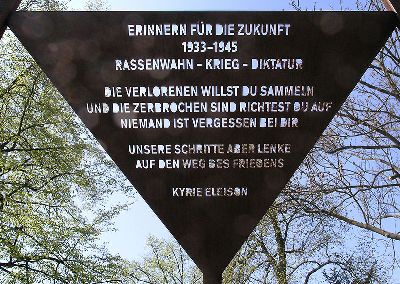 ERINNERN FÜR DIE ZUKUNFT
1933–1945
RASSENWAHN – KRIEG – DIKTATUR
DIE VERLORENEN WILLST DU SAMMELN
UND DIE ZERBROCHEN SIND RICHTEST DU AUF
NIEMAND IST VERGESSEN BEI DIR
UNSERE SCHRITTE ABER LENKE
AUF DEN WEG DES FRIEDENS
KYRIE ELEISON